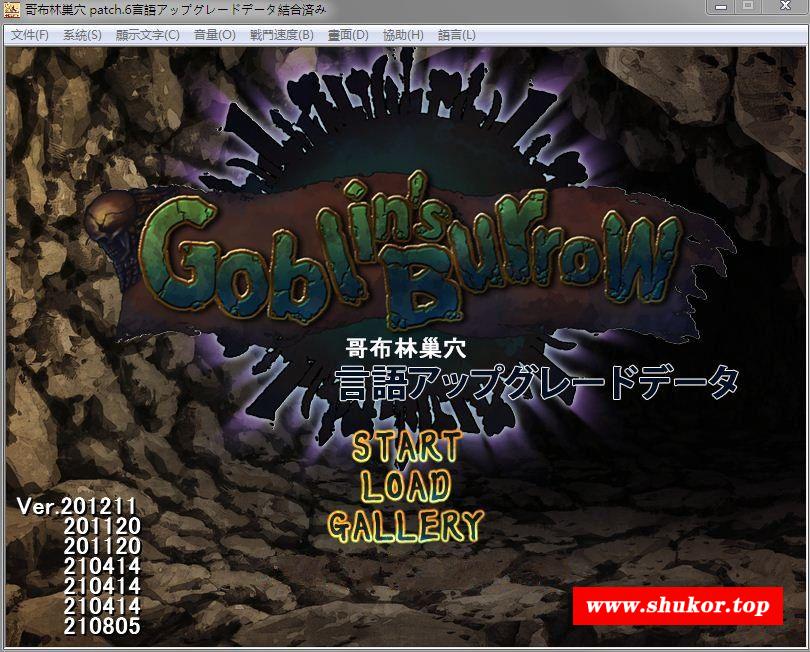 哥布林巢穴 patch.6言語アップグレードデータ結合済み
文件(F) 系统(S) 顯示文字(C) 音量(O) 戰鬥速度(B) 畫面(D) 協助(H) 語言(L)
Goblin's Burrow
哥布林巢穴
言語アップグレードデータ
START
LOAD
GALLERY
Ver.201211
201120
201120
210414
210414
210414
210805
www.shukor.top